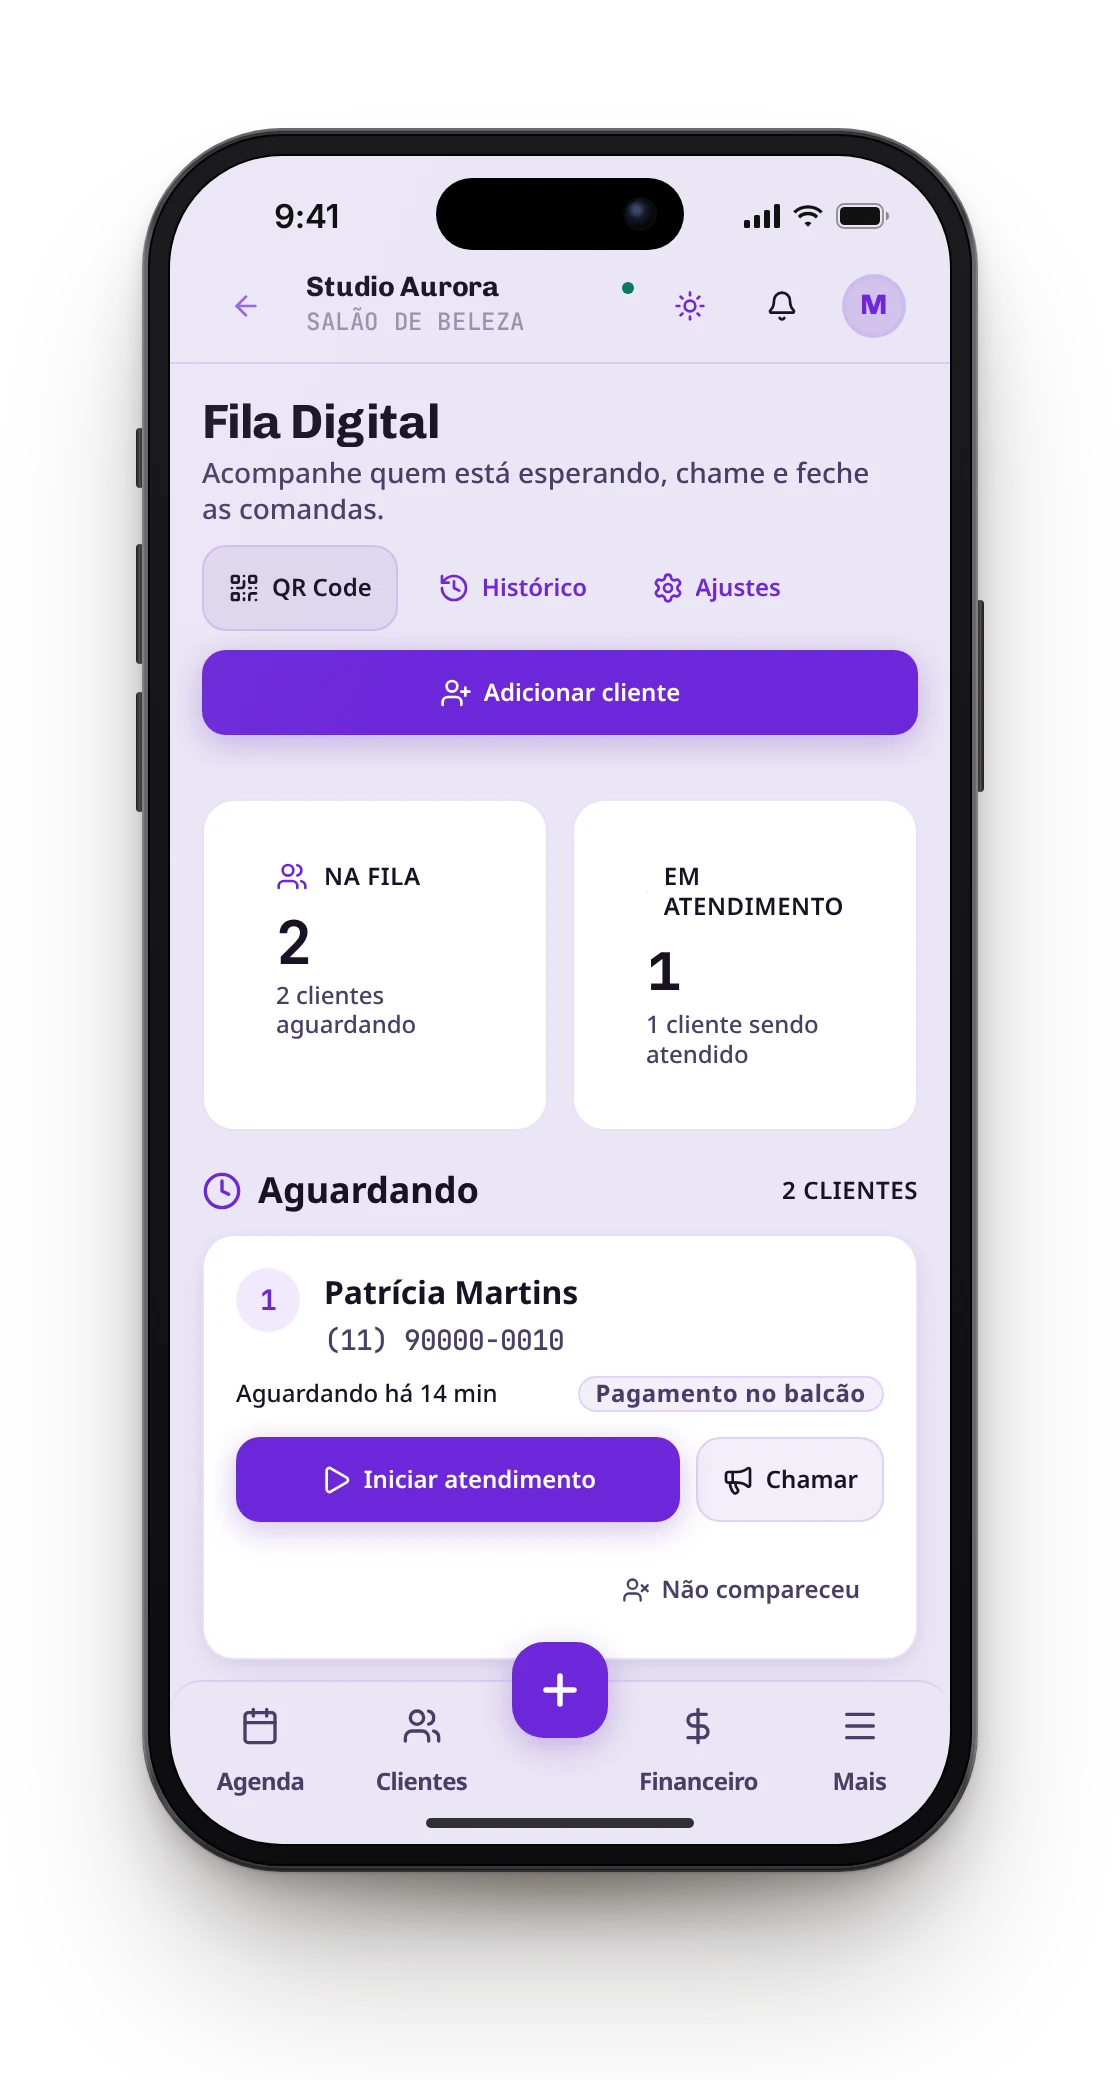 9:41
Studio Aurora
SALÃO DE BELEZA
M
Fila Digital
Acompanhe quem está esperando, chame e feche
as comandas.
QR Code
Histórico
Ajustes
Adicionar cliente
NA FILA
2
2 clientes
aguardando
EM
ATENDIMENTO
1
1 cliente sendo
atendido
Aguardando
2 CLIENTES
1
Patrícia Martins
(11) 90000-0010
Aguardando há 14 min
Pagamento no balcão
Iniciar atendimento
Chamar
Não compareceu
Agenda
Clientes
Financeiro
Mais